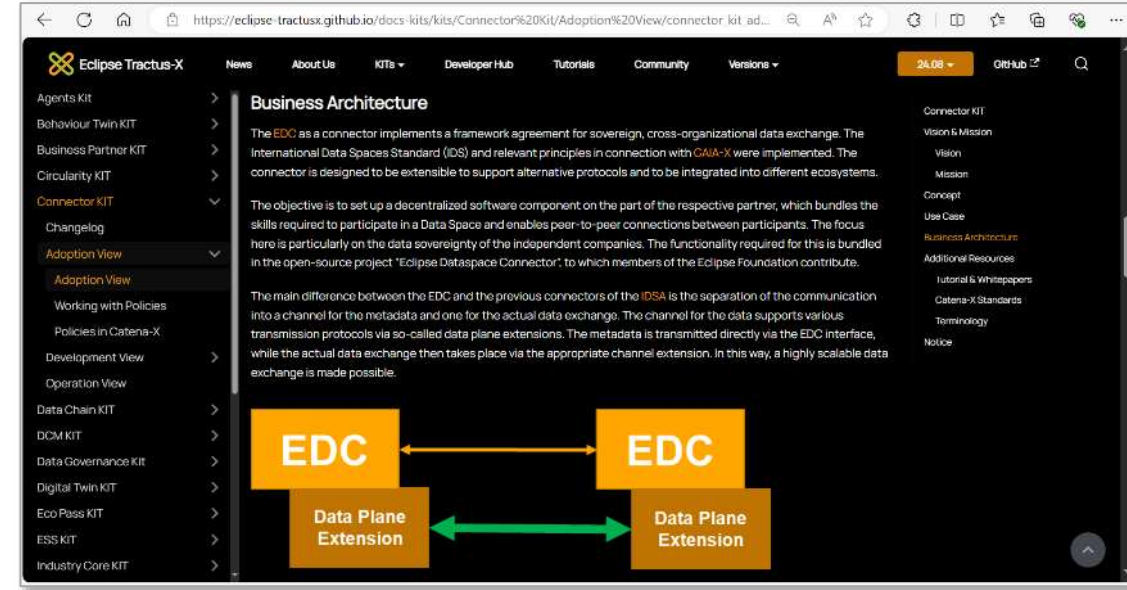 https://eclipse-tractusx.github.io/docs-kits/kits/Connector%20Kit/Adoption%20View/connector_kit_ad...
Eclipse Tractus-X
News
About Us
KITs
Developer Hub
Tutorials
Community
Versions
24.08
GitHub
Agents Kit
Behaviour Twin KIT
Business Partner KIT
Circularity KIT
Connector KIT
Changelog
Adoption View
Adoption View
Working with Policies
Policies in Catena-X
Development View
Operation View
Data Chain KIT
DCM KIT
Data Governance Kit
Digital Twin KIT
Eco Pass KIT
ESS KIT
Industry Core KIT
Business Architecture
The EDC as a connector implements a framework agreement for sovereign, cross-organizational data exchange. The
International Data Spaces Standard (IDS) and relevant principles in connection with GAIA-X were implemented. The
connector is designed to be extensible to support alternative protocols and to be integrated into different ecosystems.
The objective is to set up a decentralized software component on the part of the respective partner, which bundles the
skills required to participate in a Data Space and enables peer-to-peer connections between participants. The focus
here is particularly on the data sovereignty of the independent companies. The functionality required for this is bundled
in the open-source project "Eclipse Dataspace Connector", to which members of the Eclipse Foundation contribute.
The main difference between the EDC and the previous connectors of the IDSA is the separation of the communication
into a channel for the metadata and one for the actual data exchange. The channel for the data supports various
transmission protocols via so-called data plane extensions. The metadata is transmitted directly via the EDC interface,
while the actual data exchange then takes place via the appropriate channel extension. In this way, a highly scalable data
exchange is made possible.
EDC
EDC
Data Plane
Extension
Data Plane
Extension
Connector KIT
Vision & Mission
Vision
Mission
Concept
Use Case
Business Architecture
Additional Resources
Tutorial & Whitepapers
Catena-X Standards
Terminology
Notice